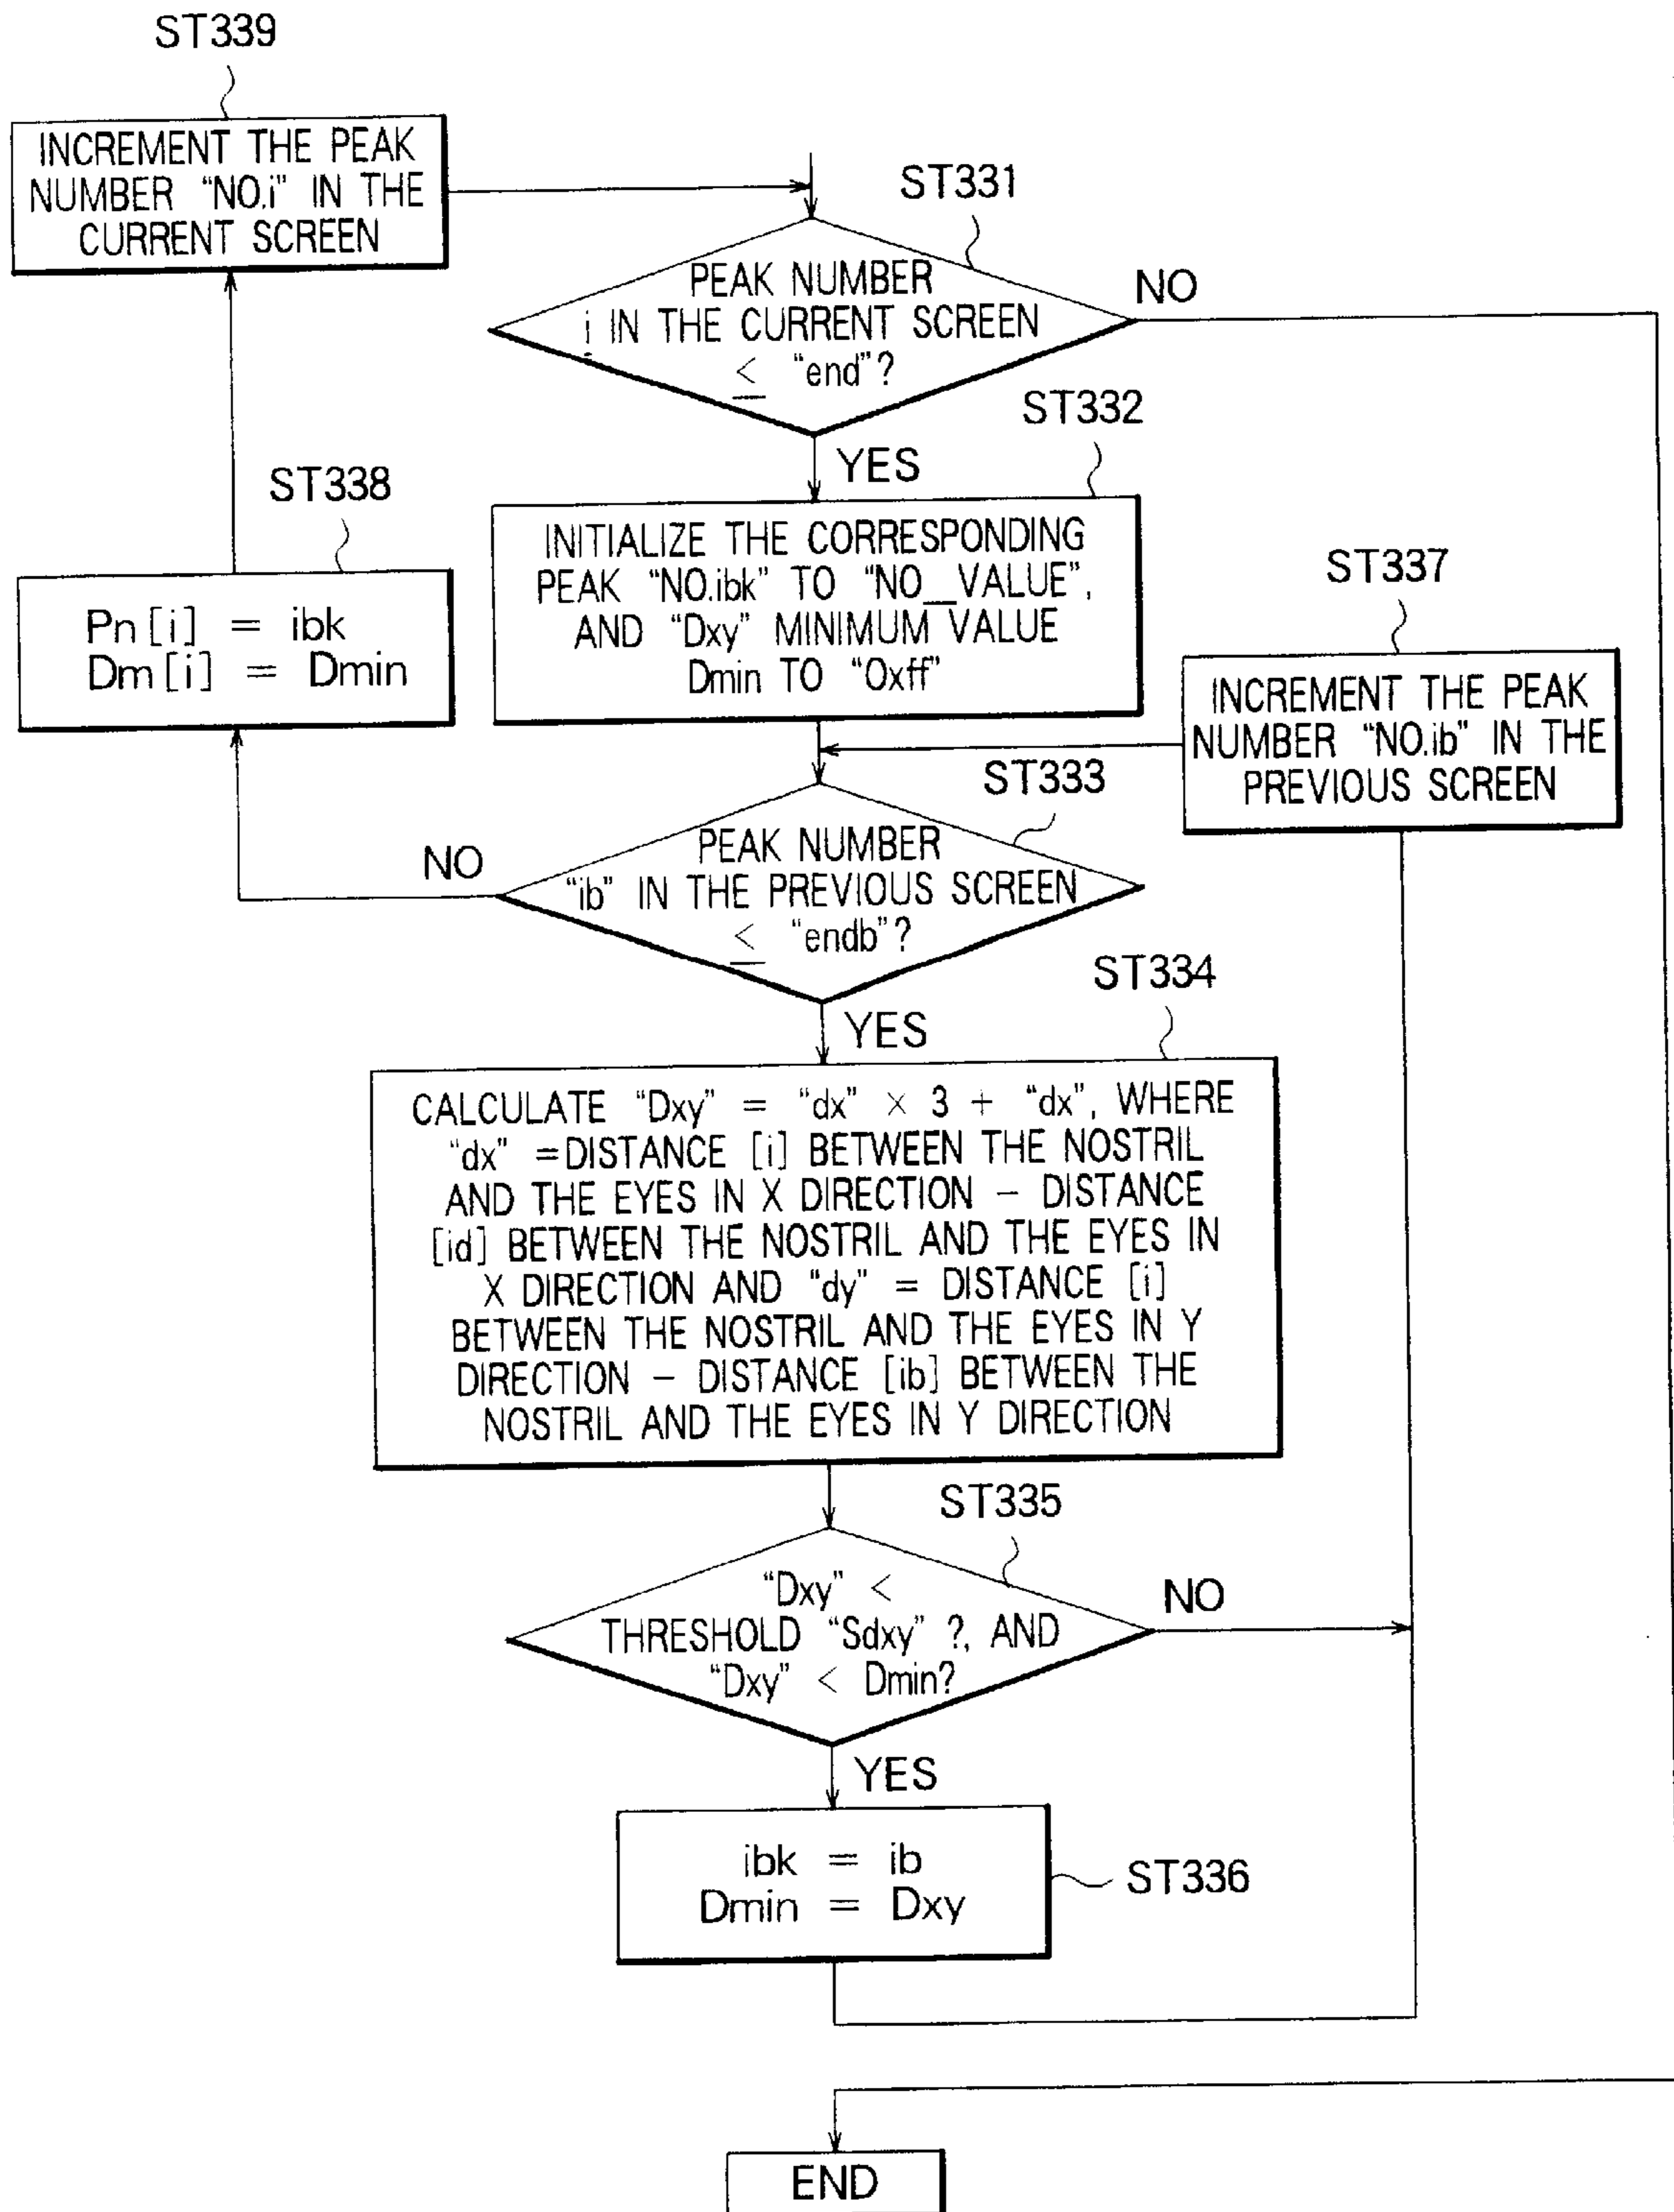 ST339
INCREMENT THE PEAK
NUMBER “NO.i” IN THE
CURRENT SCREEN
ST331
PEAK NUMBER
i IN THE CURRENT SCREEN
≤ “end”?
NO
YES
ST332
INITIALIZE THE CORRESPONDING
PEAK “NO.ibk” TO “NO_VALUE”,
AND “Dxy” MINIMUM VALUE
Dmin TO “0xff”
ST338
Pn[i] = ibk
Dm[i] = Dmin
ST337
INCREMENT THE PEAK
NUMBER “NO.ib” IN THE
PREVIOUS SCREEN
ST333
PEAK NUMBER
“ib” IN THE PREVIOUS SCREEN
≤ “endb”?
NO
YES
ST334
CALCULATE “Dxy” = “dx” × 3 + “dx”, WHERE
“dx” =DISTANCE [i] BETWEEN THE NOSTRIL
AND THE EYES IN X DIRECTION − DISTANCE
[id] BETWEEN THE NOSTRIL AND THE EYES IN
X DIRECTION AND “dy” = DISTANCE [i]
BETWEEN THE NOSTRIL AND THE EYES IN Y
DIRECTION − DISTANCE [ib] BETWEEN THE
NOSTRIL AND THE EYES IN Y DIRECTION
ST335
“Dxy” <
THRESHOLD “Sdxy” ?, AND
“Dxy” < Dmin?
NO
YES
ibk = ib
Dmin = Dxy
ST336
END